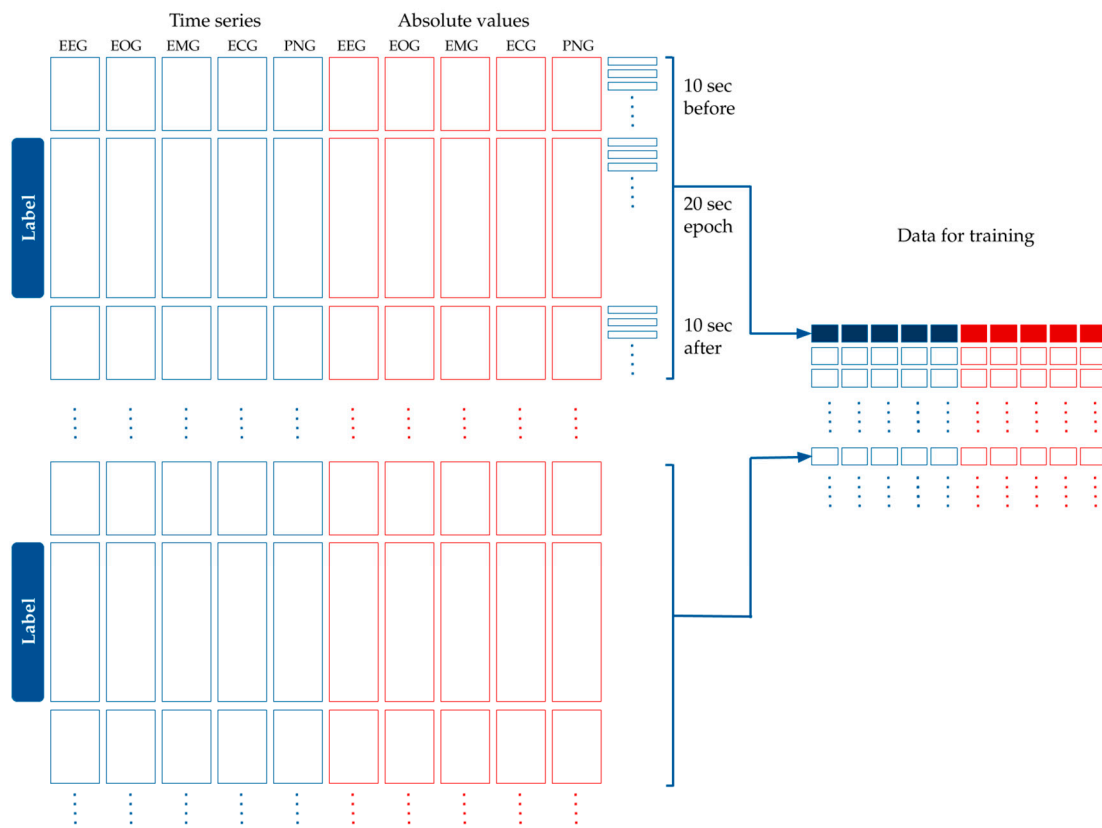 Time series Absolute values
EEG EOG EMG ECG PNG EEG EOG EMG ECG PNG
10 sec
before
Label
20 sec
epoch
Data for training
10 sec
after
Label